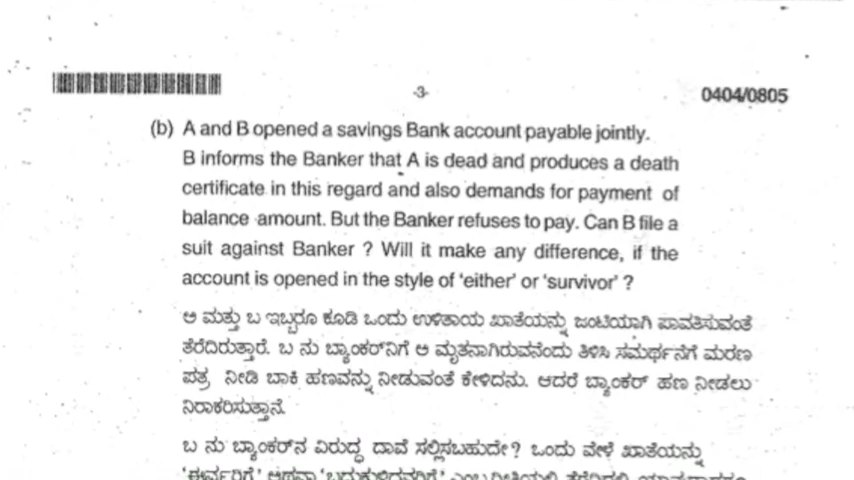 -3-
0404/0805
(b) A and B opened a savings Bank account payable jointly.
B informs the Banker that A is dead and produces a death
certificate in this regard and also demands for payment of
balance amount. But the Banker refuses to pay. Can B file a
suit against Banker ? Will it make any difference, if the
account is opened in the style of 'either' or 'survivor' ?
ಅ ಮತ್ತು ಬ ಇಬ್ಬರೂ ಕೂಡಿ ಒಂದು ಉಳಿತಾಯ ಖಾತೆಯನ್ನು ಜಂಟಿಯಾಗಿ ಪಾವತಿಸುವಂತೆ
ತೆರೆದಿರುತ್ತಾರೆ. ಬ ನು ಬ್ಯಾಂಕರ್‌ನಿಗೆ ಅ ಮೃತನಾಗಿರುವನೆಂದು ತಿಳಿಸಿ ಸಮರ್ಥನೆಗೆ ಮರಣ
ಪತ್ರ ನೀಡಿ ಬಾಕಿ ಹಣವನ್ನು ನೀಡುವಂತೆ ಕೇಳಿದನು. ಆದರೆ ಬ್ಯಾಂಕರ್ ಹಣ ನೀಡಲು
ನಿರಾಕರಿಸುತ್ತಾನೆ.
ಬ ನು ಬ್ಯಾಂಕರ್‌ನ ವಿರುದ್ಧ ದಾವೆ ಸಲ್ಲಿಸಬಹುದೇ? ಒಂದು ವೇಳೆ ಖಾತೆಯನ್ನು